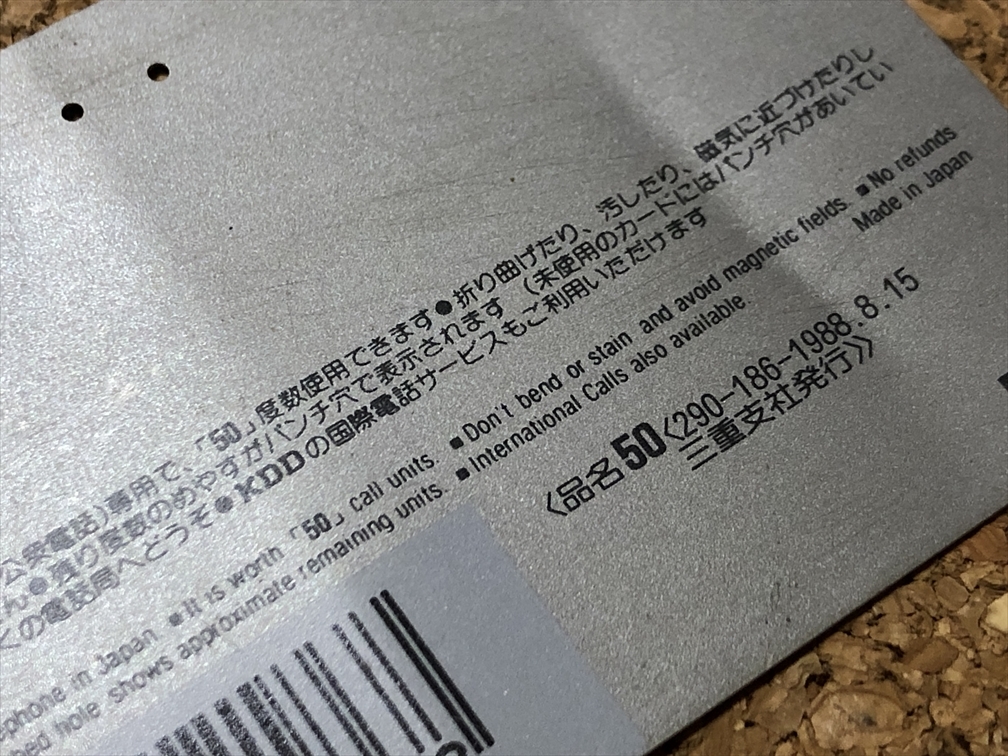 公衆電話)専用で、「50」度数使用できます●折り曲げたり、汚したり、磁気に近づけたりし
ん●残り度数のめやすがパンチ穴で表示されます(未使用のカードにはパンチ穴があいてい
くの電話局へどうぞ●KDDの国際電話サービスもご利用いただけます
ephone in Japan ●It is worth「50」call units. ■Don't bend or stain and avoid magnetic fields. ■No refunds
hed hole shows approximate remaining units. ■International Calls also available. Made in Japan
〈品名50〈290-186-1988.8.15
三重支社発行〉〉